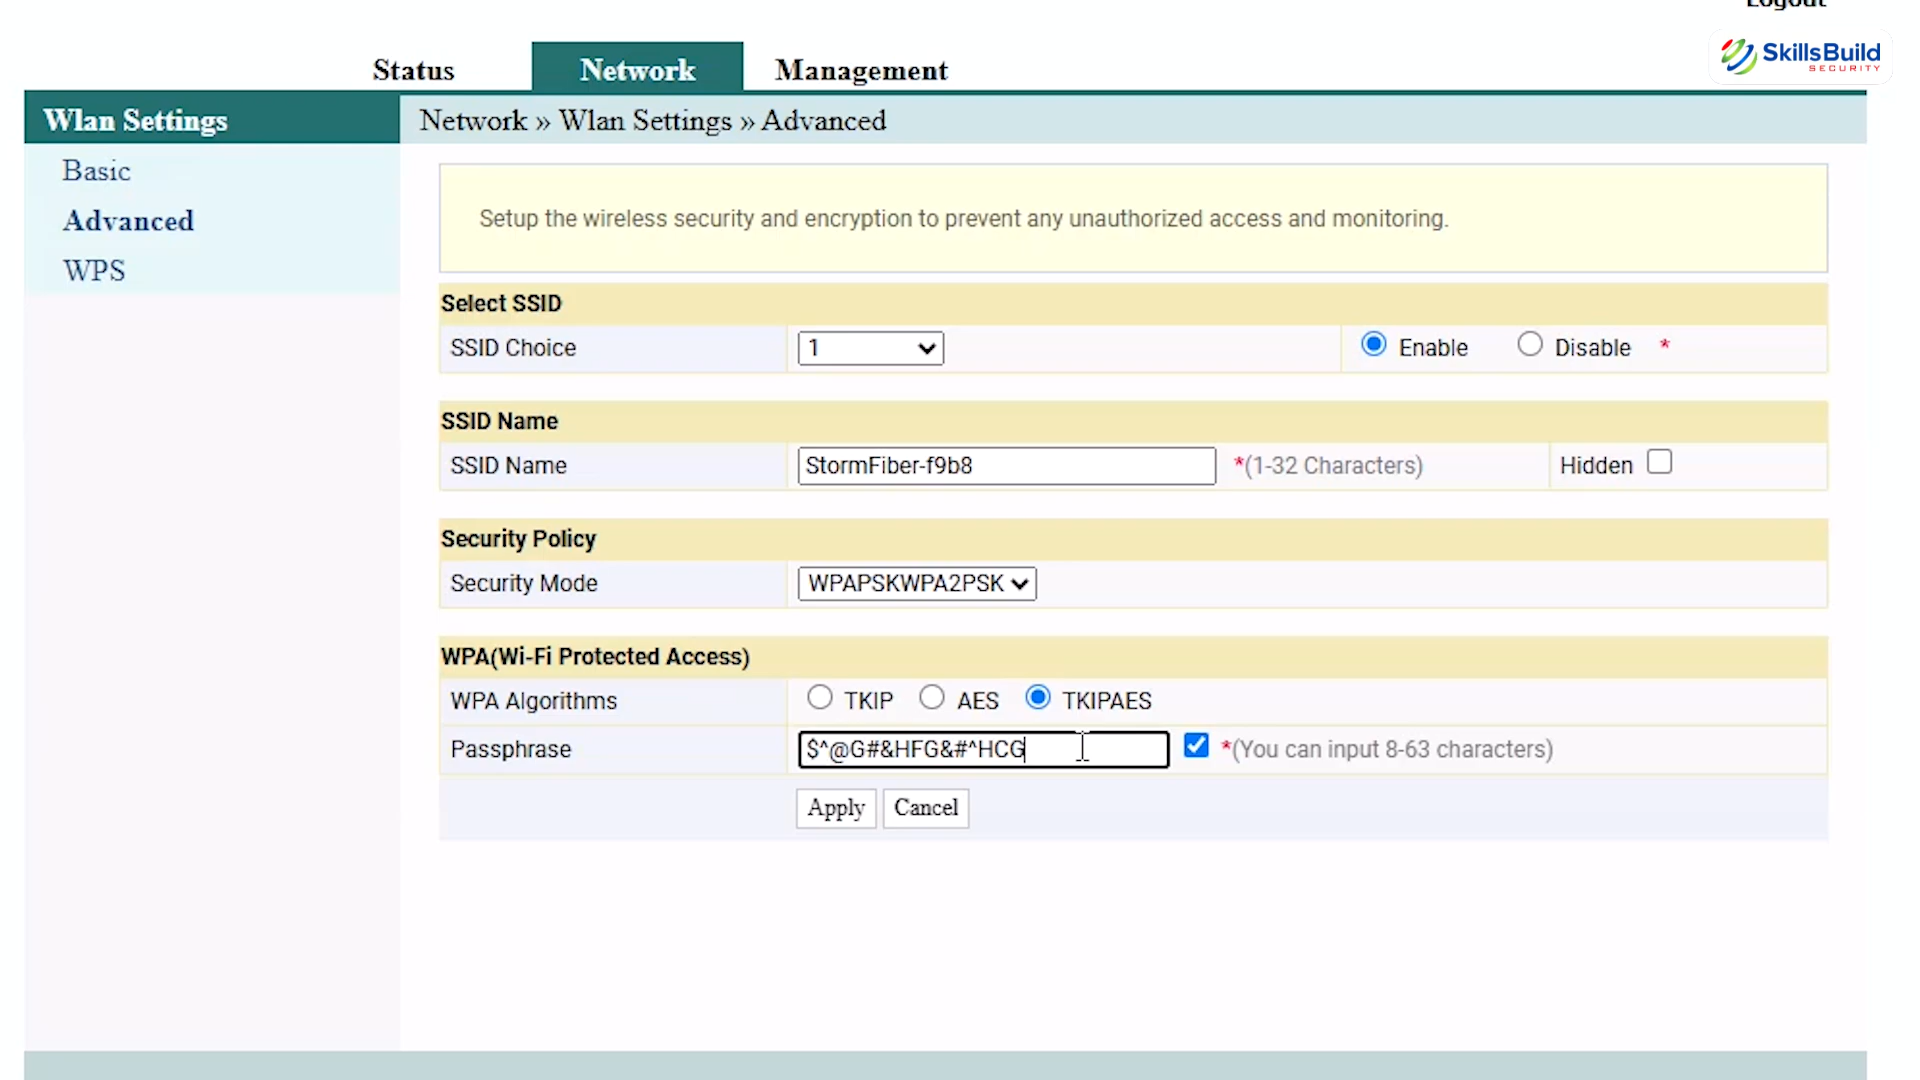 Logout
SkillsBuild
SECURITY
Status
Network
Management
Wlan Settings
Network » Wlan Settings » Advanced
Basic
Advanced
WPS
Setup the wireless security and encryption to prevent any unauthorized access and monitoring.
Select SSID
SSID Choice 1 Enable Disable *
SSID Name
SSID Name StormFiber-f9b8 *(1-32 Characters) Hidden
Security Policy
Security Mode WPAPSKWPA2PSK
WPA(Wi-Fi Protected Access)
WPA Algorithms TKIP AES TKIPAES
Passphrase $^@G#&HFG&#^HCG *(You can input 8-63 characters)
Apply Cancel